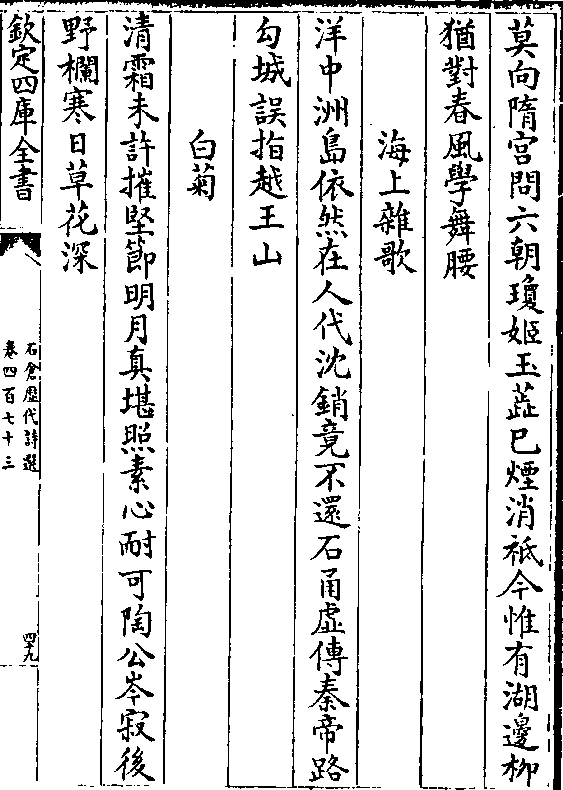 莫向隋宮問六朝瓊姬玉蕋已煙消祗今惟有湖邊柳
猶對春風學舞腰
海上雜歌
洋中洲島依然在人代沈銷竟不還石甬虛傳秦帝路
勾城誤指越王山
白菊
清霜未許摧堅節明月真堪照素心耐可陶公岑寂後
野欄寒日草花深
欽定四庫全書
石倉歷代詩選
卷四百七十三
四十九